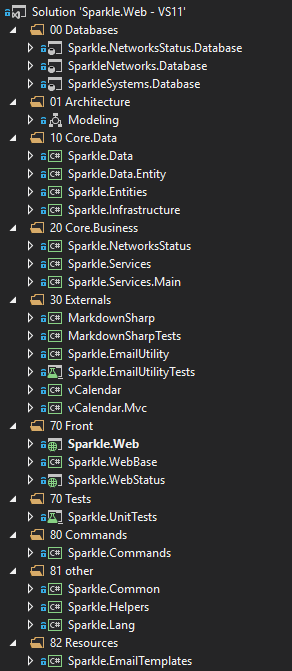 Solution 'Sparkle.Web - VS11'
00 Databases
Sparkle.NetworksStatus.Database
SparkleNetworks.Database
SparkleSystems.Database
01 Architecture
Modeling
10 Core.Data
Sparkle.Data
Sparkle.Data.Entity
Sparkle.Entities
Sparkle.Infrastructure
20 Core.Business
Sparkle.NetworksStatus
Sparkle.Services
Sparkle.Services.Main
30 Externals
MarkdownSharp
MarkdownSharpTests
Sparkle.EmailUtility
Sparkle.EmailUtilityTests
vCalendar
vCalendar.Mvc
70 Front
Sparkle.Web
Sparkle.WebBase
Sparkle.WebStatus
70 Tests
Sparkle.UnitTests
80 Commands
Sparkle.Commands
81 other
Sparkle.Common
Sparkle.Helpers
Sparkle.Lang
82 Resources
Sparkle.EmailTemplates